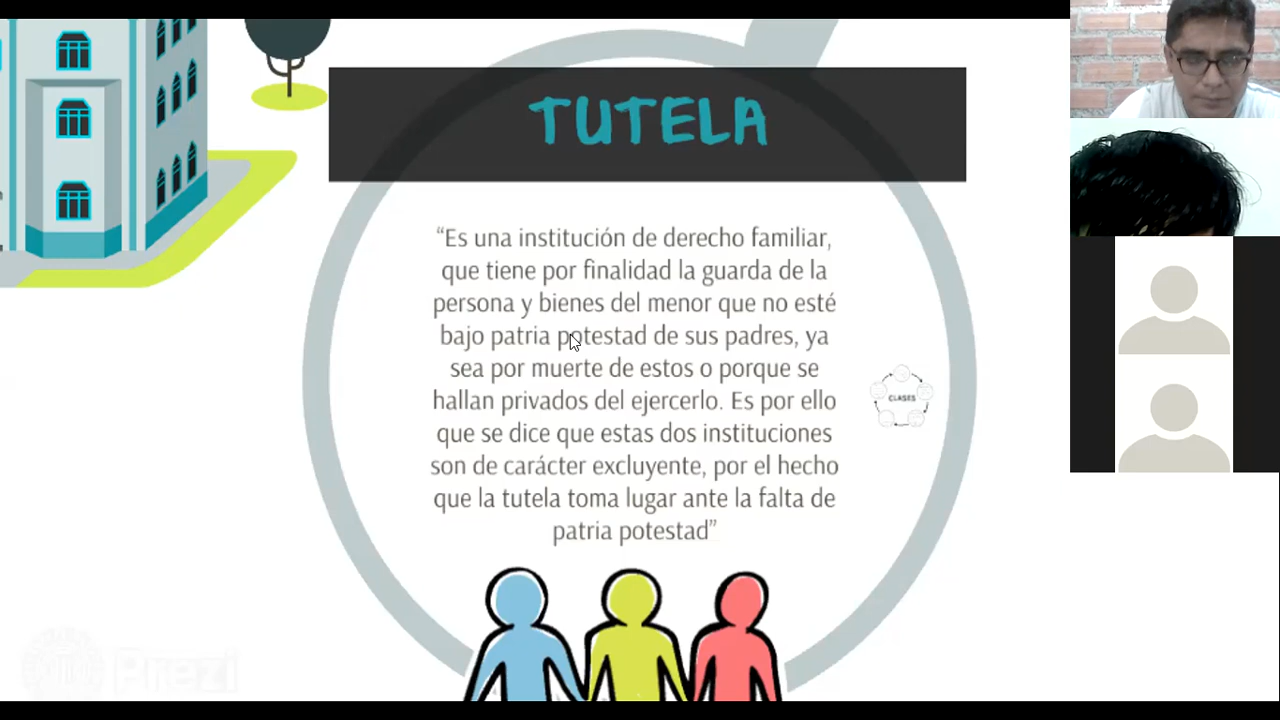 TUTELA
“Es una institución de derecho familiar,
que tiene por finalidad la guarda de la
persona y bienes del menor que no esté
bajo patria potestad de sus padres, ya
sea por muerte de estos o porque se
hallan privados del ejercerlo. Es por ello
que se dice que estas dos instituciones
son de carácter excluyente, por el hecho
que la tutela toma lugar ante la falta de
patria potestad”
CLASES
Prezi